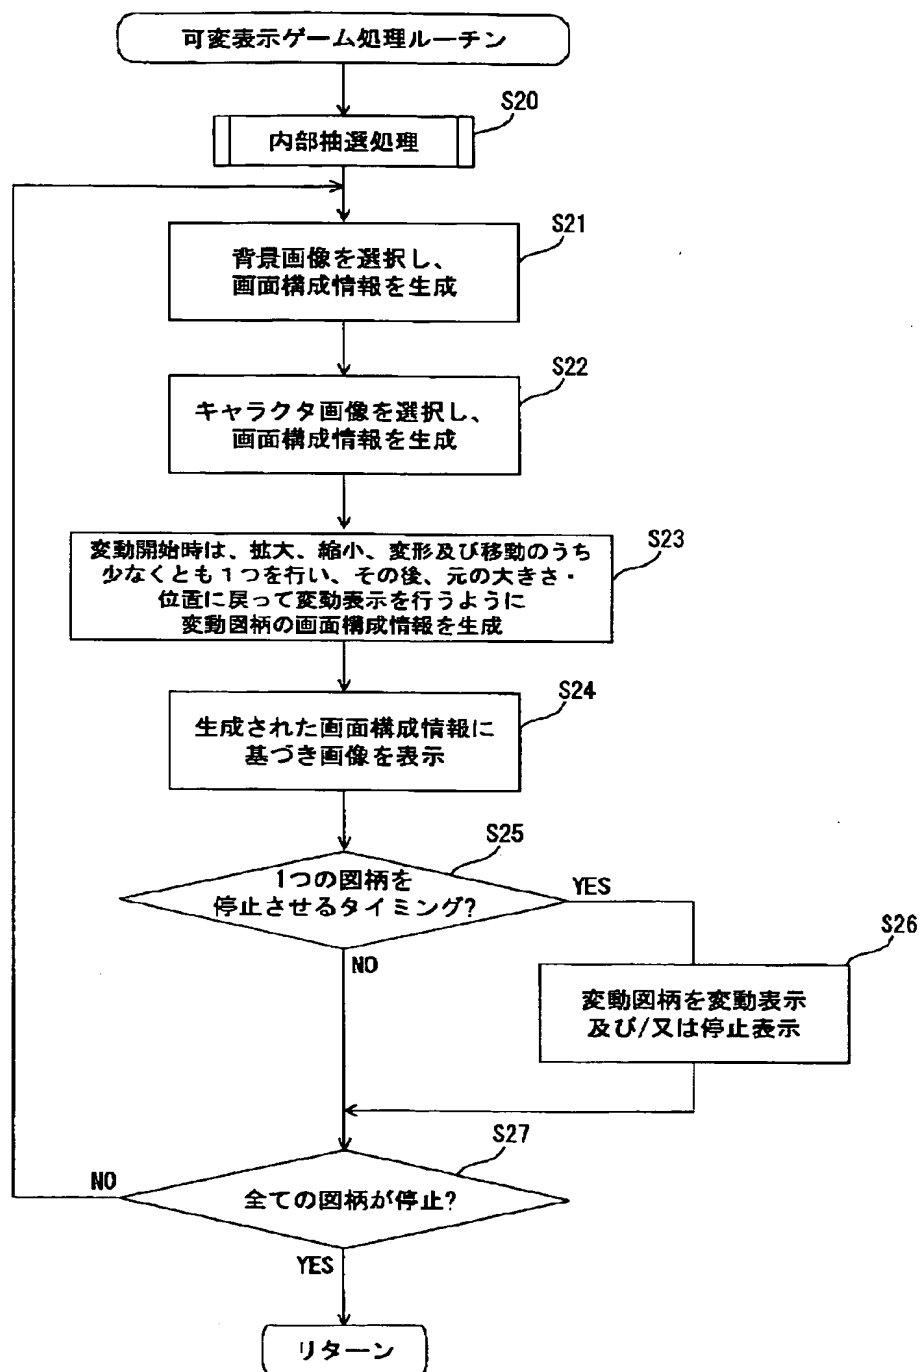 可変表示ゲーム処理ルーチン
S20
内部抽選処理
S21
背景画像を選択し、
画面構成情報を生成
S22
キャラクタ画像を選択し、
画面構成情報を生成
S23
変動開始時は、拡大、縮小、変形及び移動のうち
少なくとも1つを行い、その後、元の大きさ・
位置に戻って変動表示を行うように
変動図柄の画面構成情報を生成
S24
生成された画面構成情報に
基づき画像を表示
S25
1つの図柄を
停止させるタイミング?
YES
NO
S26
変動図柄を変動表示
及び/又は停止表示
S27
全ての図柄が停止?
NO
YES
リターン